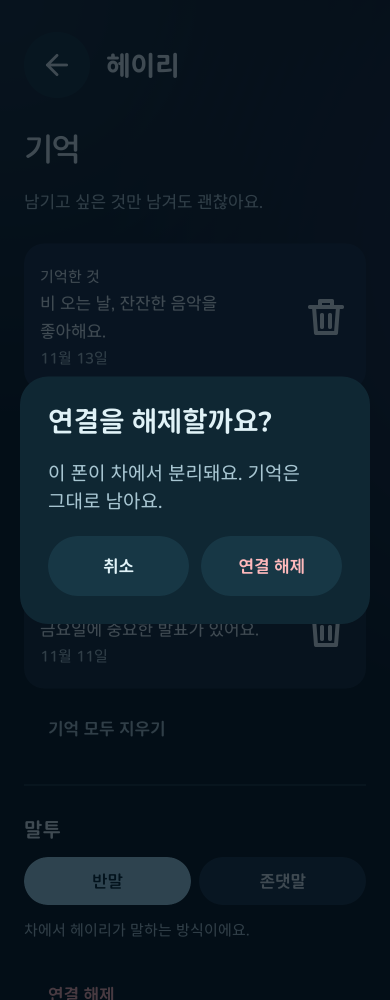 헤이리
기억
남기고 싶은 것만 남겨도 괜찮아요.
기억한 것
비 오는 날, 잔잔한 음악을
좋아해요.
11월 13일
연결을 해제할까요?
이 폰이 차에서 분리돼요. 기억은
그대로 남아요.
취소
연결 해제
금요일에 중요한 발표가 있어요.
11월 11일
기억 모두 지우기
말투
반말
존댓말
차에서 헤이리가 말하는 방식이에요.
연결 해제